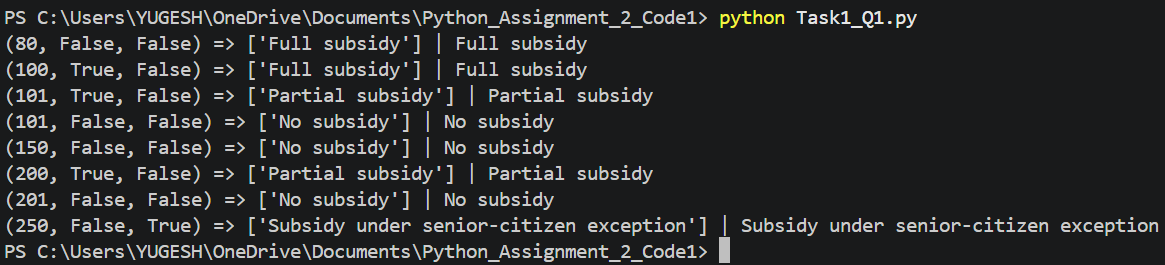 PS C:\Users\YUGESH\OneDrive\Documents\Python_Assignment_2_Code1> python Task1_Q1.py
(80, False, False) => ['Full subsidy'] | Full subsidy
(100, True, False) => ['Full subsidy'] | Full subsidy
(101, True, False) => ['Partial subsidy'] | Partial subsidy
(101, False, False) => ['No subsidy'] | No subsidy
(150, False, False) => ['No subsidy'] | No subsidy
(200, True, False) => ['Partial subsidy'] | Partial subsidy
(201, False, False) => ['No subsidy'] | No subsidy
(250, False, True) => ['Subsidy under senior-citizen exception'] | Subsidy under senior-citizen exception
PS C:\Users\YUGESH\OneDrive\Documents\Python_Assignment_2_Code1>